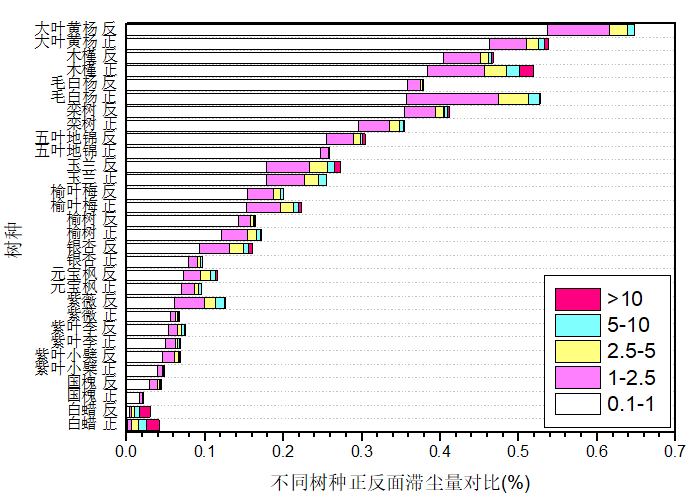 大叶黄杨 反
大叶黄杨 正
木槿 反
木槿 正
毛白杨 反
毛白杨 正
栾树 反
栾树 正
五叶地锦 反
五叶地锦 正
玉兰 反
玉兰 正
榆叶梅 反
榆叶梅 正
榆树 反
榆树 正
银杏 反
银杏 正
元宝枫 反
元宝枫 正
紫薇 反
紫薇 正
紫叶李 反
紫叶李 正
紫叶小檗 反
紫叶小檗 正
国槐 反
国槐 正
白蜡 反
白蜡 正
树种
>10
5-10
2.5-5
1-2.5
0.1-1
0.0 0.1 0.2 0.3 0.4 0.5 0.6 0.7
不同树种正反面滞尘量对比(%)